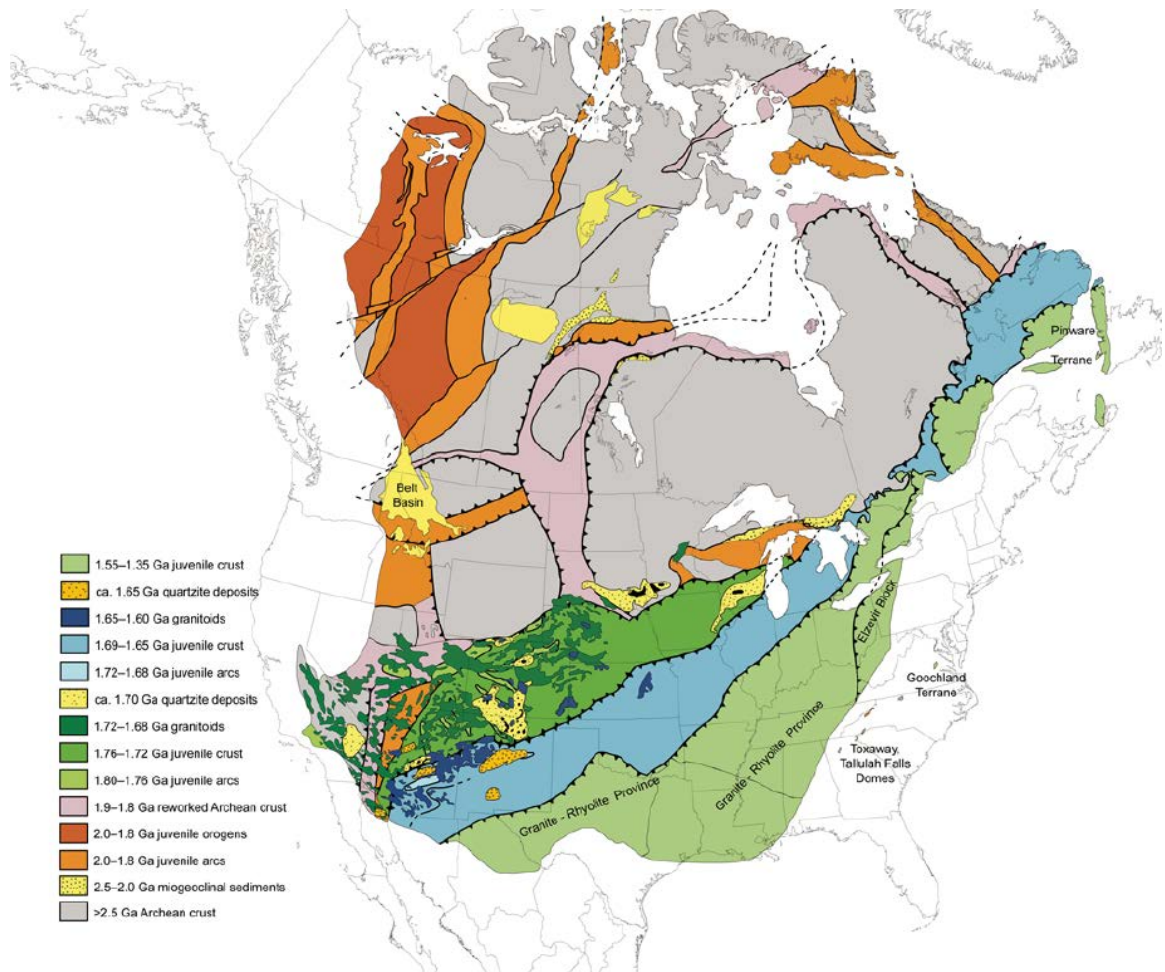 Pinware
Terrane
Belt
Basin
1.55–1.35 Ga juvenile crust
ca. 1.65 Ga quartzite deposits
1.65–1.60 Ga granitoids
1.69–1.65 Ga juvenile crust
1.72–1.68 Ga juvenile arcs
ca. 1.70 Ga quartzite deposits
1.72–1.68 Ga granitoids
1.76–1.72 Ga juvenile crust
1.80–1.76 Ga juvenile arcs
1.9–1.8 Ga reworked Archean crust
2.0–1.8 Ga juvenile orogens
2.0–1.8 Ga juvenile arcs
2.5–2.0 Ga miogeoclinal sediments
>2.5 Ga Archean crust
Elzevir Block
Goochland
Terrane
Toxaway,
Tallulah Falls
Domes
Granite - Rhyolite Province
Granite - Rhyolite Province